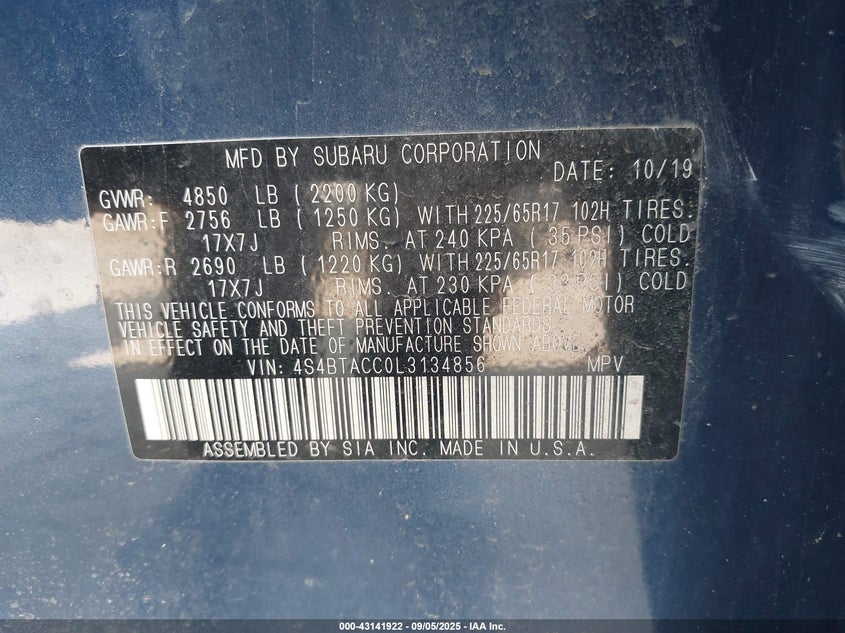 MFD BY SUBARU CORPORATION
DATE: 10/19
GVWR: 4850 LB ( 2200 KG)
GAWR:F 2756 LB ( 1250 KG) WITH 225/65R17 102H TIRES.
17X7J RIMS. AT 240 KPA ( 35 PSI) COLD
GAWR:R 2690 LB ( 1220 KG) WITH 225/65R17 102H TIRES.
17X7J RIMS. AT 230 KPA ( 33 PSI) COLD
THIS VEHICLE CONFORMS TO ALL APPLICABLE FEDERAL MOTOR
VEHICLE SAFETY AND THEFT PREVENTION STANDARDS
IN EFFECT ON THE DATE OF MANUFACTURE SHOWN ABOVE.
VIN: 4S4BTACC0L3134856 MPV
ASSEMBLED BY SIA INC. MADE IN U.S.A.
000-43141922 - 09/05/2025 - IAA Inc.